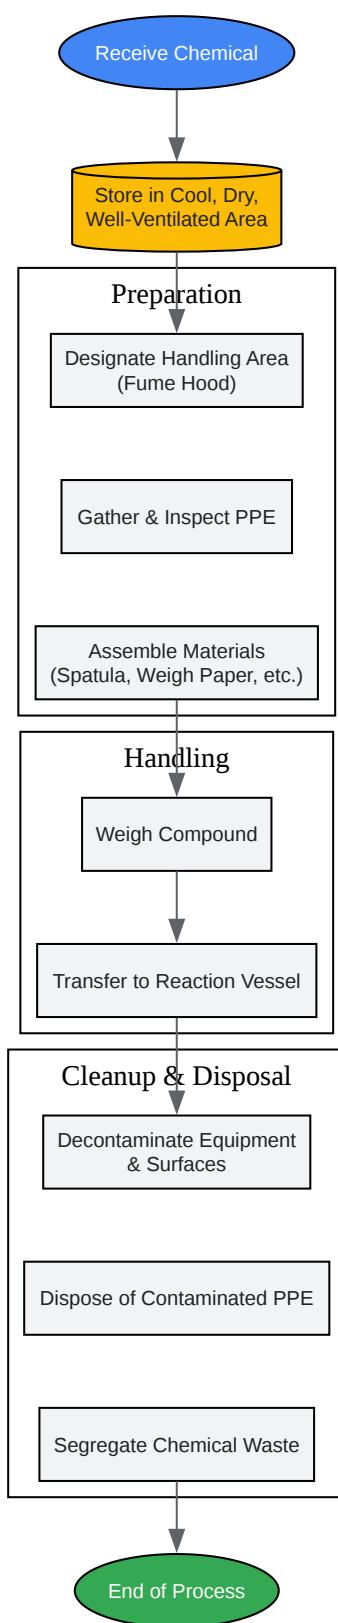 Receive Chemical
Store in Cool, Dry,
Well-Ventilated Area
Preparation
Designate Handling Area
(Fume Hood)
Gather & Inspect PPE
Assemble Materials
(Spatula, Weigh Paper, etc.)
Handling
Weigh Compound
Transfer to Reaction Vessel
Cleanup & Disposal
Decontaminate Equipment
& Surfaces
Dispose of Contaminated PPE
Segregate Chemical Waste
End of Process